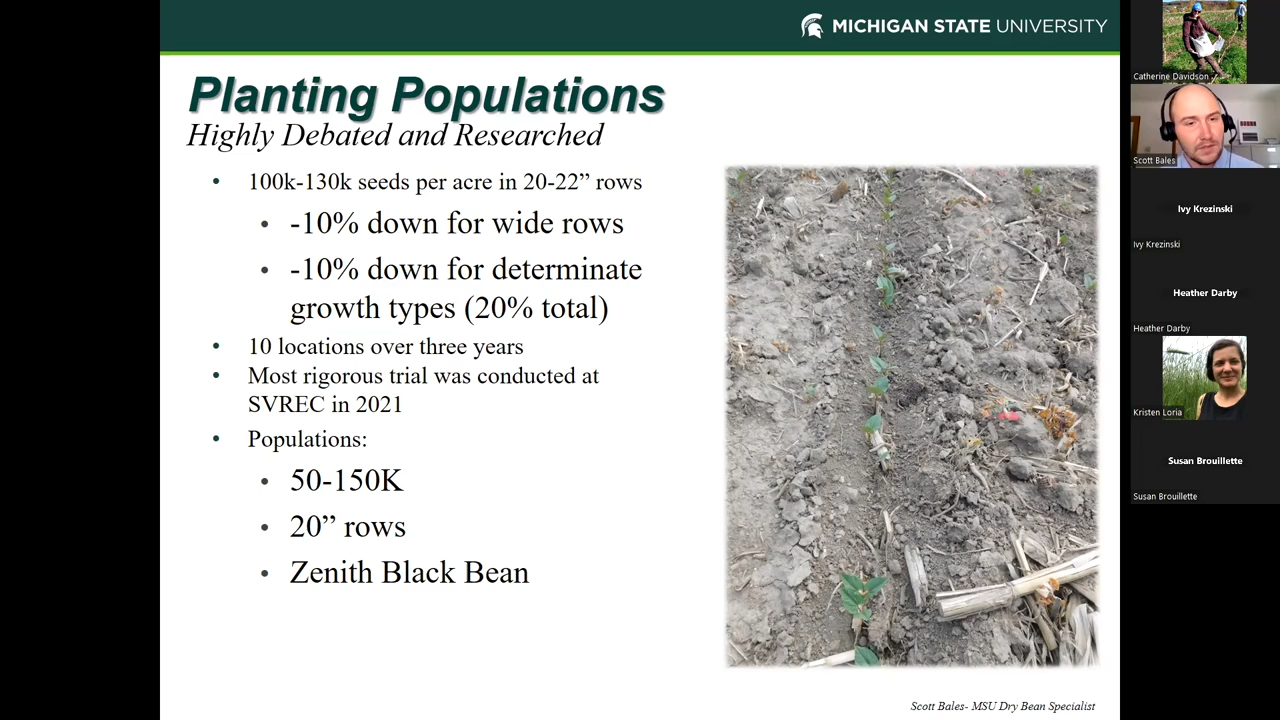 MICHIGAN STATE UNIVERSITY
Planting Populations
Highly Debated and Researched
• 100k-130k seeds per acre in 20-22” rows
• -10% down for wide rows
• -10% down for determinate
growth types (20% total)
• 10 locations over three years
• Most rigorous trial was conducted at
SVREC in 2021
• Populations:
• 50-150K
• 20” rows
• Zenith Black Bean
Scott Bales- MSU Dry Bean Specialist
Catherine Davidson
Scott Bales
Ivy Krezinski
Ivy Krezinski
Heather Darby
Heather Darby
Kristen Loria
Susan Brouillette
Susan Brouillette